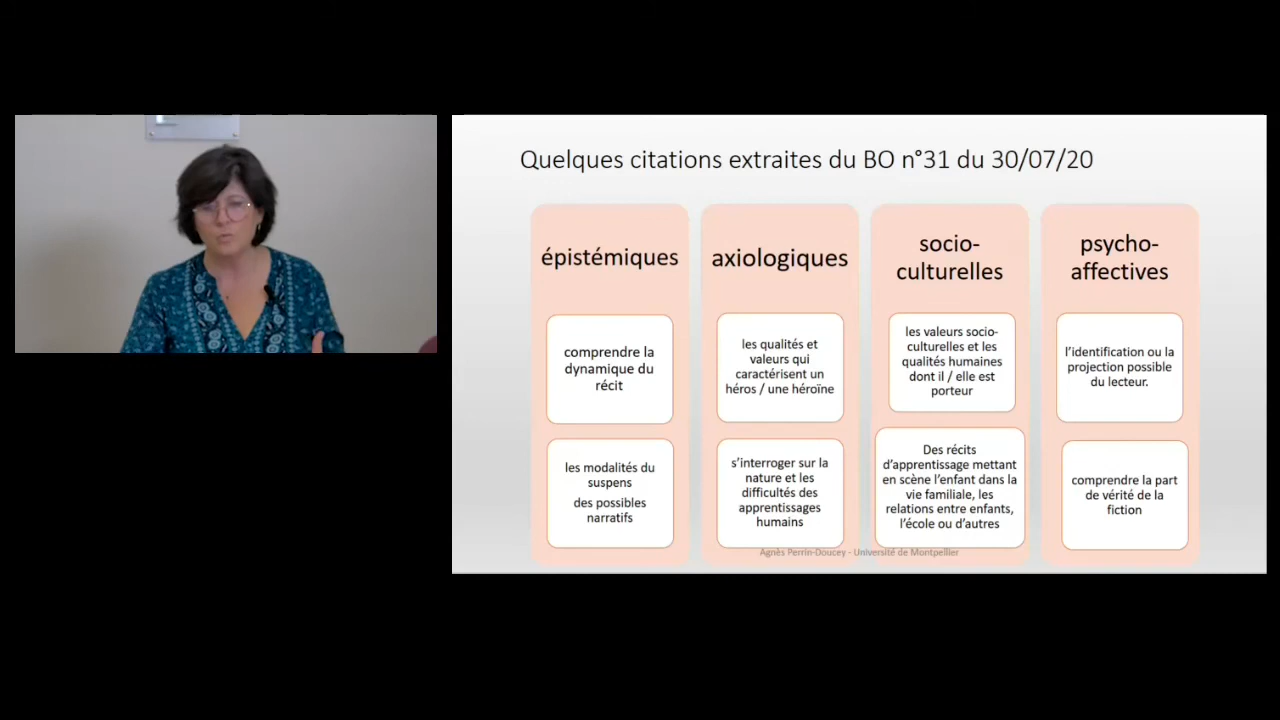 Quelques citations extraites du BO n°31 du 30/07/20
épistémiques
comprendre la
dynamique du
récit
les modalités du
suspens
des possibles
narratifs
axiologiques
les qualités et
valeurs qui
caractérisent un
héros / une héroïne
s'interroger sur la
nature et les
difficultés des
apprentissages
humains
socio-
culturelles
les valeurs socio-
culturelles et les
qualités humaines
dont il / elle est
porteur
Des récits
d'apprentissage mettant
en scène l'enfant dans la
vie familiale, les
relations entre enfants,
l'école ou d'autres
psycho-
affectives
l'identification ou la
projection possible
du lecteur.
comprendre la part
de vérité de la
fiction
Agnès Perrin-Doucey - Université de Montpellier